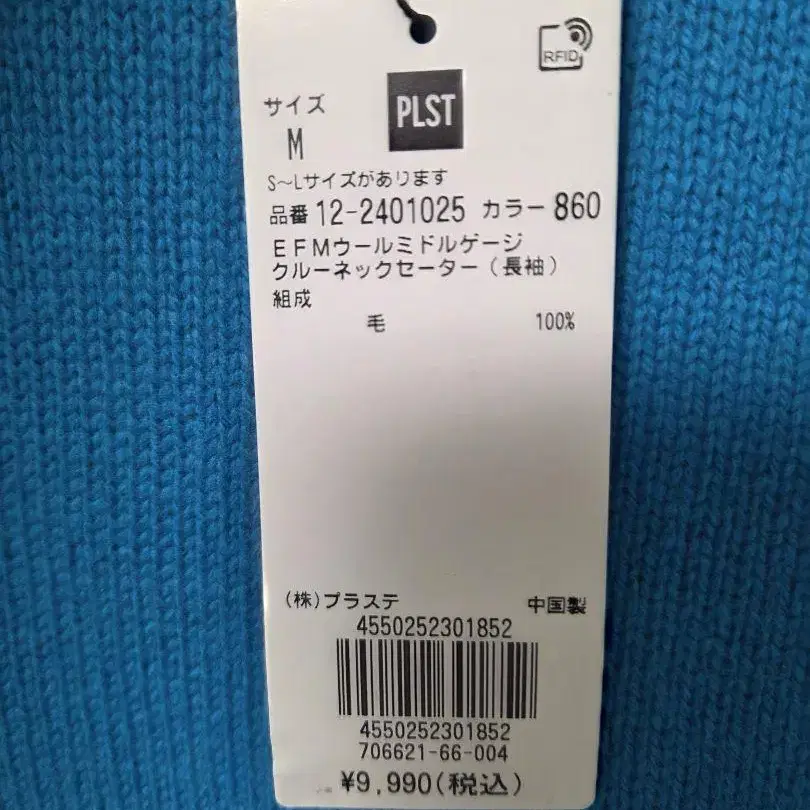 RFID
PLST
サイズ
M
S～Lサイズがあります
品番 12-2401025 カラー 860
EFMウールミドルゲージ
クルーネックセーター（長袖）
組成
毛 100%
(株)プラステ 中国製
4550252301852
4550252301852
706621-66-004
¥9,990(税込)